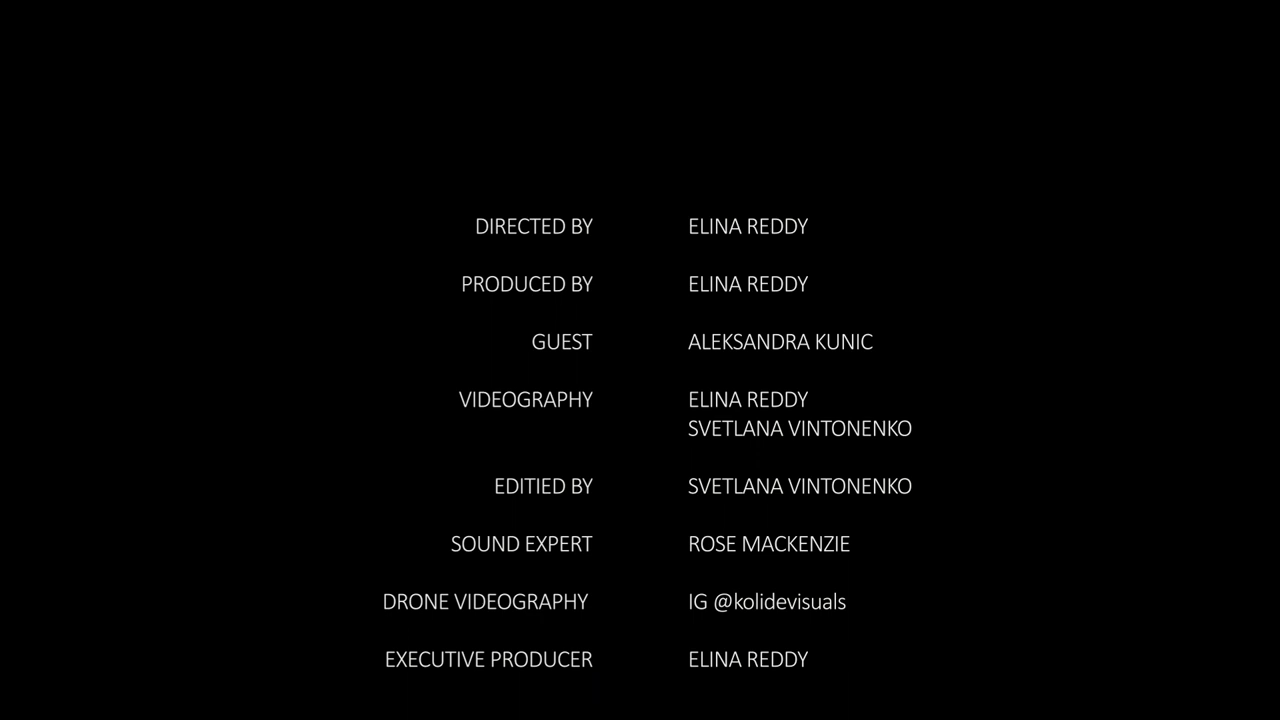 DIRECTED BY ELINA REDDY
PRODUCED BY ELINA REDDY
GUEST ALEKSANDRA KUNIC
VIDEOGRAPHY ELINA REDDY
SVETLANA VINTONENKO
EDITIED BY SVETLANA VINTONENKO
SOUND EXPERT ROSE MACKENZIE
DRONE VIDEOGRAPHY IG @kolidevisuals
EXECUTIVE PRODUCER ELINA REDDY